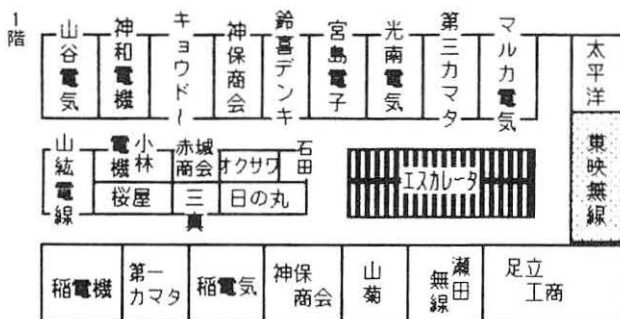 1階
山谷電気
神和電機
キョウドー
神保商会
鈴喜デンキ
宮島電子
光南電気
第三カマタ
マルカ電気
太平洋
山紘電線
小林電機
赤城商会
オクサワ
石田
桜屋
三真
日の丸
エスカレータ
東映無線
稲電機
第一カマタ
稲電気
神保商会
山菊
瀬田無線
足立工商